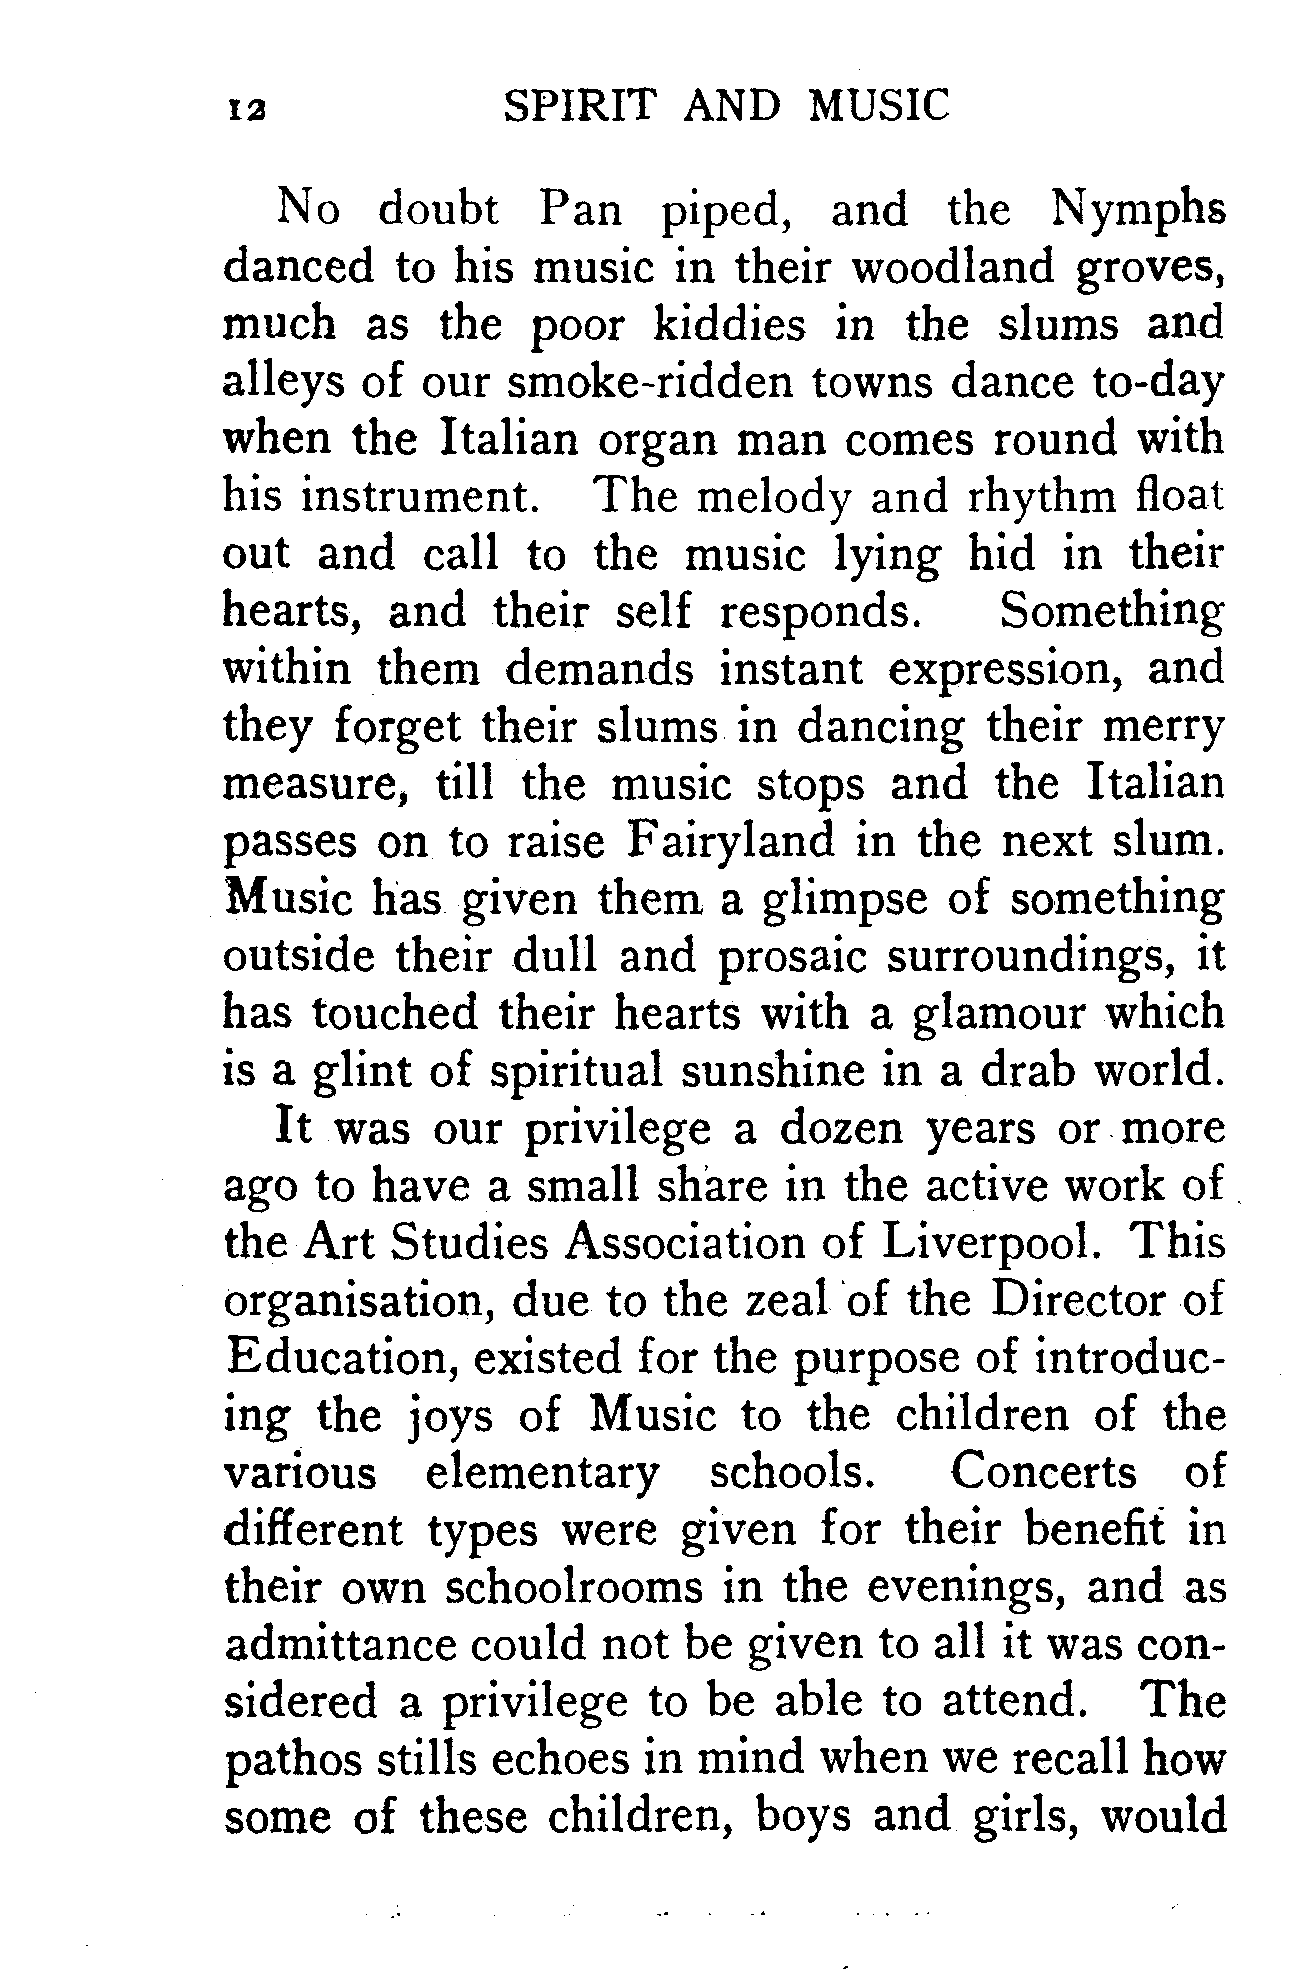 12 SPIRIT AND MUSIC
No doubt Pan piped, and the Nymphs
danced to his music in their woodland groves,
much as the poor kiddies in the slums and
alleys of our smoke-ridden towns dance to-day
when the Italian organ man comes round with
his instrument. The melody and rhythm float
out and call to the music lying hid in their
hearts, and their self responds. Something
within them demands instant expression, and
they forget their slums in dancing their merry
measure, till the music stops and the Italian
passes on to raise Fairyland in the next slum.
Music has given them a glimpse of something
outside their dull and prosaic surroundings, it
has touched their hearts with a glamour which
is a glint of spiritual sunshine in a drab world.
It was our privilege a dozen years or more
ago to have a small share in the active work of
the Art Studies Association of Liverpool. This
organisation, due to the zeal of the Director of
Education, existed for the purpose of introduc-
ing the joys of Music to the children of the
various elementary schools. Concerts of
different types were given for their benefit in
their own schoolrooms in the evenings, and as
admittance could not be given to all it was con-
sidered a privilege to be able to attend. The
pathos stills echoes in mind when we recall how
some of these children, boys and girls, would